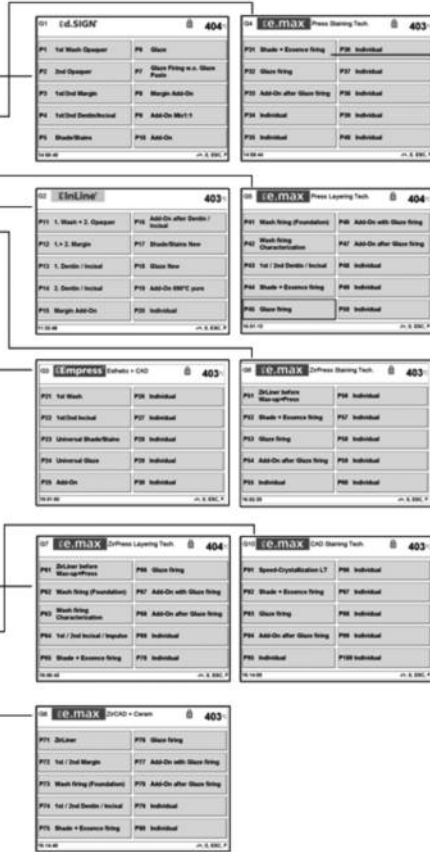 G1 d.SIGN® 404
P1 1st Wash Opaquer P6 Glaze
P2 2nd Opaquer P7 Glaze Firing w.o. Glaze
Paste
P3 1st/2nd Margin P8 Margin Add-On
P4 1st/2nd Dentin/Incisal P9 Add-On Mix1:1
P5 Shade/Stains P10 Add-On
G4 e.max Press Staining Tech. 403
P31 Shade + Essence firing P36 Individual
P32 Glaze firing P37 Individual
P33 Add-On after Glaze firing P38 Individual
P34 Individual P39 Individual
P35 Individual P40 Individual
G2 InLine® 403
P11 1. Wash + 2. Opaquer P16 Add-On after Dentin /
Incisal
P12 1.+ 2. Margin P17 Shade/Stains New
P13 1. Dentin / Incisal P18 Glaze New
P14 2. Dentin / Incisal P19 Add-On 690°C pure
P15 Margin Add-On P20 Individual
G5 e.max Press Layering Tech. 404
P41 Wash firing (Foundation) P46 Add-On with Glaze firing
P42 Wash firing
Characterization P47 Add-On after Glaze firing
P43 1st / 2nd Dentin / Incisal P48 Individual
P44 Shade + Essence firing P49 Individual
P45 Glaze firing P50 Individual
G3 Empress® Esthetic + CAD 403
P21 1st Wash P26 Individual
P22 1st/2nd Incisal P27 Individual
P23 Universal Shade/Stains P28 Individual
P24 Universal Glaze P29 Individual
P25 Add-On P30 Individual
G6 e.max ZirPress Staining Tech. 403
P51 ZirLiner before
Wax-up+Press P56 Individual
P52 Shade + Essence firing P57 Individual
P53 Glaze firing P58 Individual
P54 Add-On after Glaze firing P59 Individual
P55 Individual P60 Individual
G7 e.max ZirPress Layering Tech. 404
P61 ZirLiner before
Wax-up+Press P66 Glaze firing
P62 Wash firing (Foundation) P67 Add-On with Glaze firing
P63 Wash firing
Characterization P68 Add-On after Glaze firing
P64 1st / 2nd Incisal / Impulse P69 Individual
P65 Shade + Essence firing P70 Individual
G10 e.max CAD Staining Tech. 403
P91 Speed-Crystallization LT P96 Individual
P92 Shade + Essence firing P97 Individual
P93 Glaze firing P98 Individual
P94 Add-On after Glaze firing P99 Individual
P95 Individual P100 Individual
G8 e.max ZirCAD + Ceram 403
P71 ZirLiner P76 Glaze firing
P72 1st / 2nd Margin P77 Add-On with Glaze firing
P73 Wash firing (Foundation) P78 Add-On after Glaze firing
P74 1st / 2nd Dentin / Incisal P79 Individual
P75 Shade + Essence firing P80 Individual